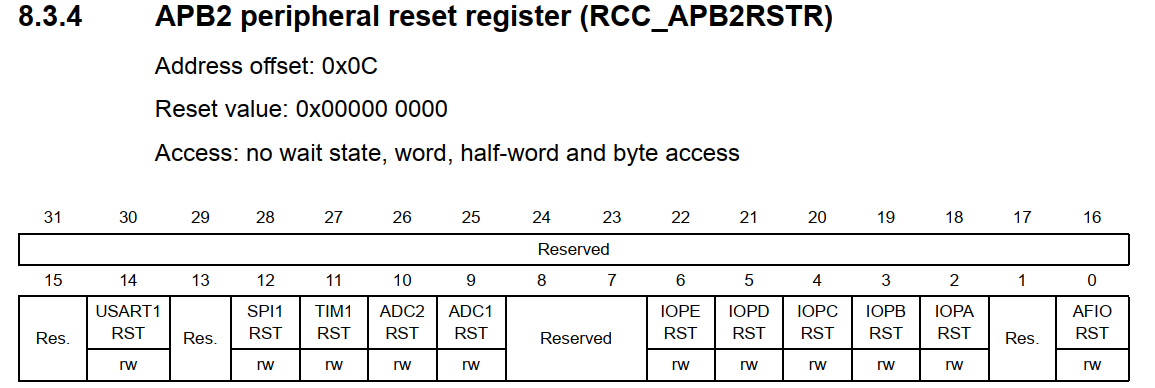 8.3.4 APB2 peripheral reset register (RCC_APB2RSTR)
Address offset: 0x0C
Reset value: 0x00000 0000
Access: no wait state, word, half-word and byte access
31 30 29 28 27 26 25 24 23 22 21 20 19 18 17 16
Reserved
15 14 13 12 11 10 9 8 7 6 5 4 3 2 1 0
Res. USART1 RST Res. SPI1 RST TIM1 RST ADC2 RST ADC1 RST Reserved IOPE RST IOPD RST IOPC RST IOPB RST IOPA RST Res. AFIO RST
rw rw rw rw rw rw rw rw rw rw rw